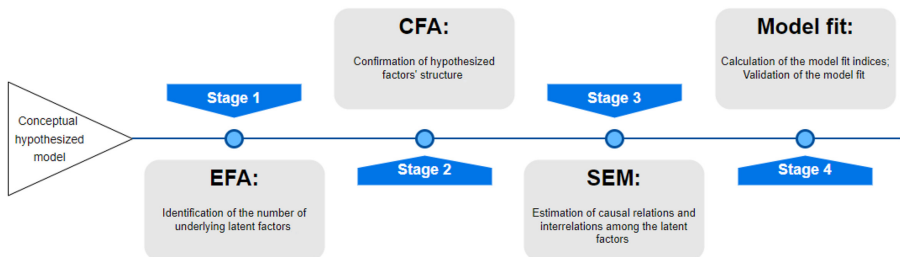 Conceptual
hypothesized
model
Stage 1
EFA:
Identification of the number of
underlying latent factors
CFA:
Confirmation of hypothesized
factors' structure
Stage 2
Stage 3
SEM:
Estimation of causal relations and
interrelations among the latent
factors
Model fit:
Calculation of the model fit indices;
Validation of the model fit
Stage 4